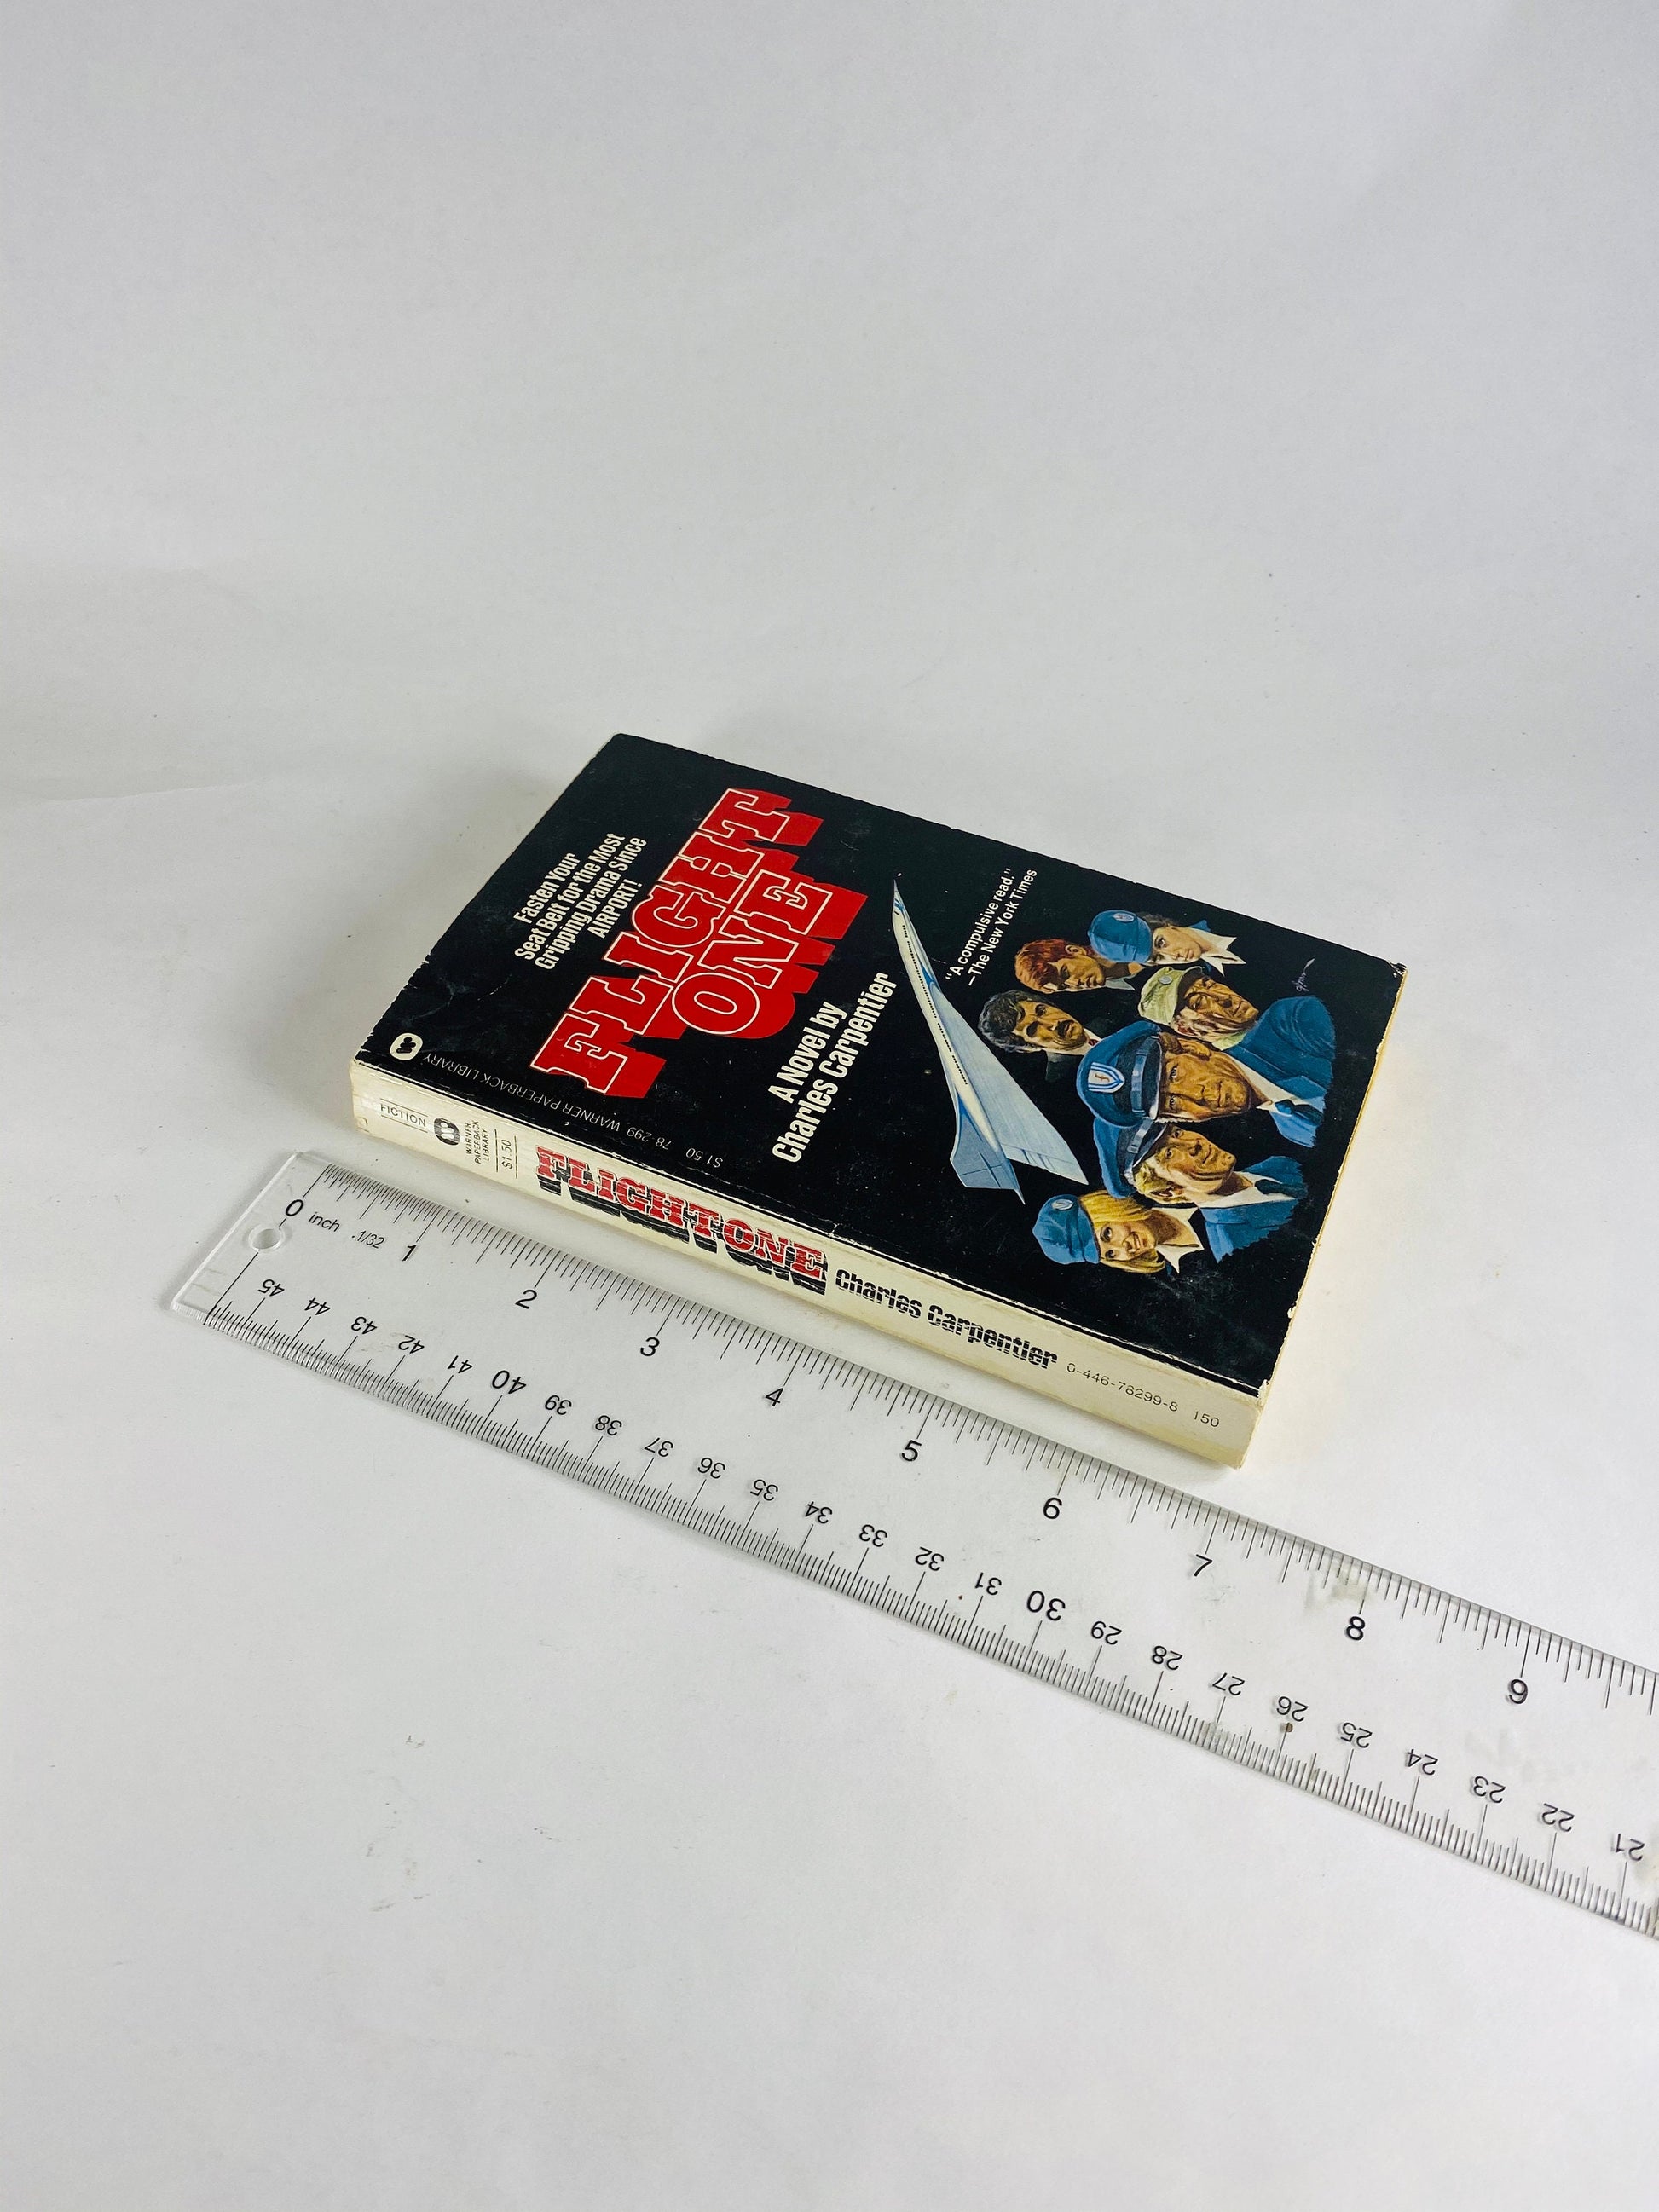 Fasten Your
Seat Belt for the Most
Gripping Drama Since
AIRPORT!
FLIGHT
ONE
A Novel by
Charles Carpentier
"A compulsive read."
—The New York Times
$1.50 78-299 WARNER PAPERBACK LIBRARY
FICTION
WARNER
PAPERBACK
LIBRARY
$1.50
FLIGHT ONE
Charles Carpentier
0-446-78299-8 150
0 inch .1/32 1 2 3 4 5 6 7 8 9
45 44 43 42 41 40 39 38 37 36 35 34 33 32 31 30 29 28 27 26 25 24 23 22 21